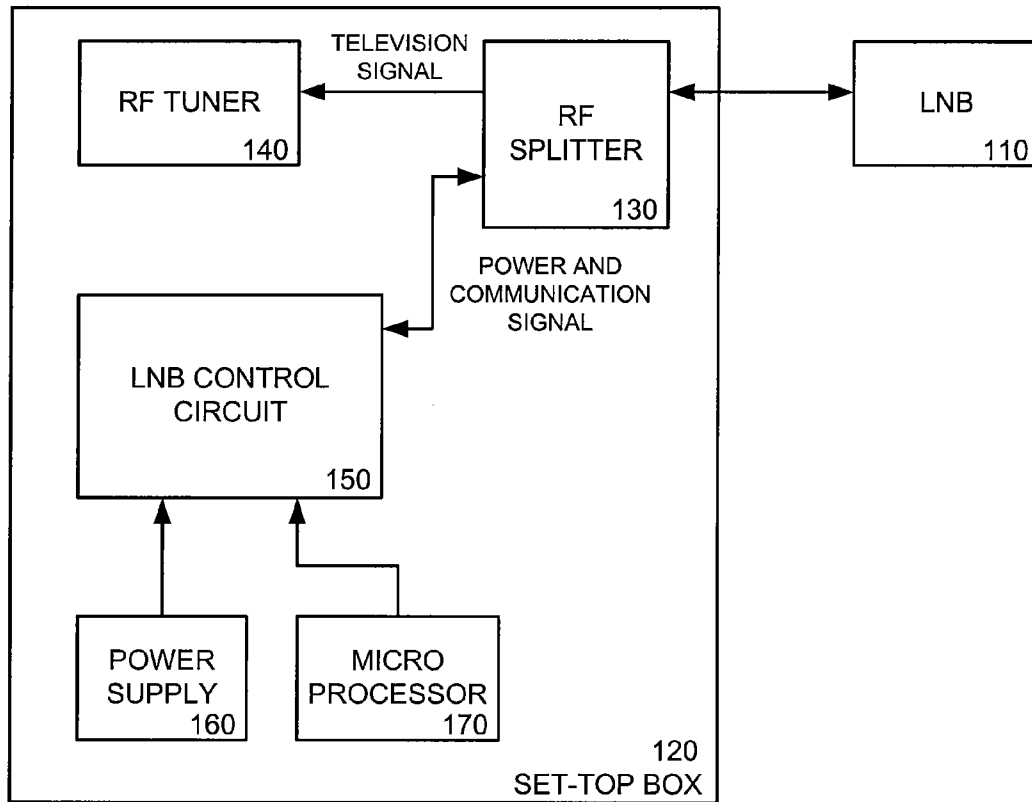 TELEVISION
SIGNAL
RF TUNER
140
RF
SPLITTER
130
LNB
110
POWER AND
COMMUNICATION
SIGNAL
LNB CONTROL
CIRCUIT
150
POWER
SUPPLY
160
MICRO
PROCESSOR
170
120
SET-TOP BOX